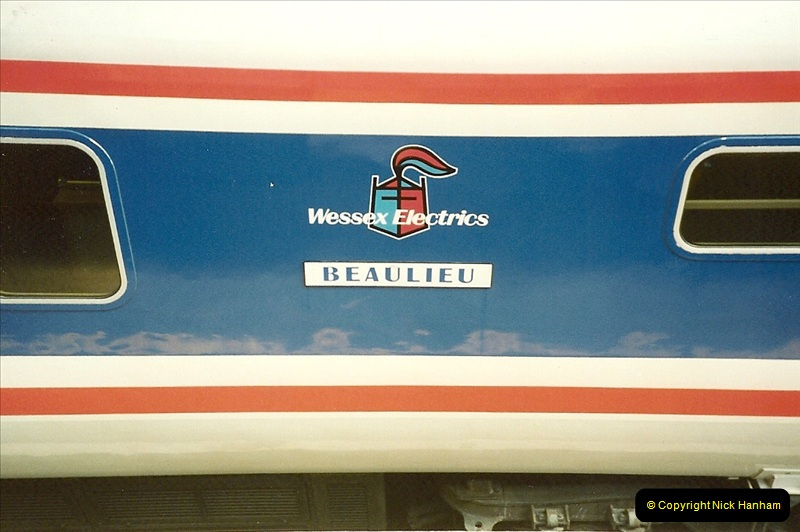 Wessex Electrics
BEAULIEU
© Copyright Nick Hanham